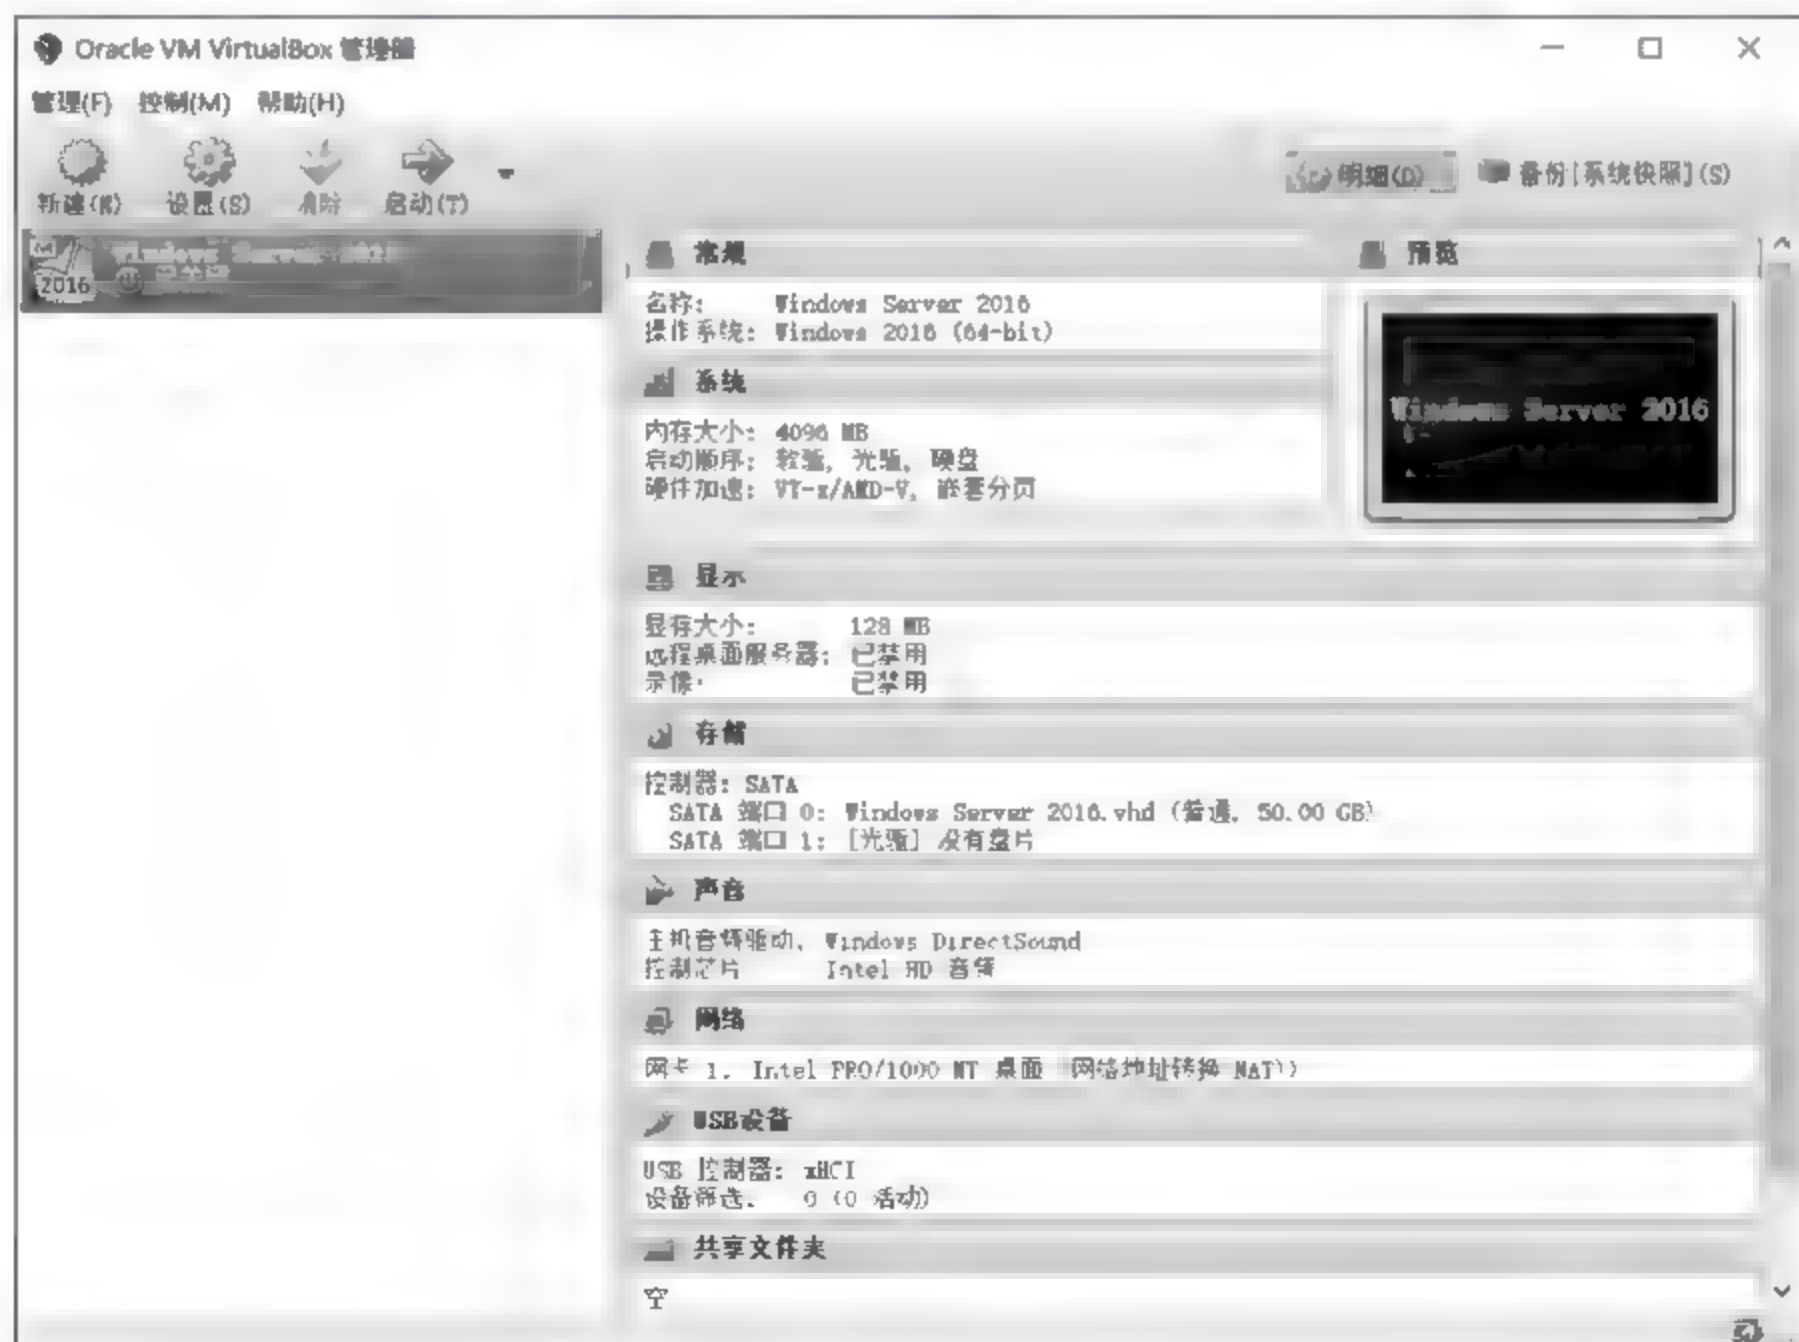 Oracle VM VirtualBox 管理器
管理(F) 控制(M) 帮助(H)
新建(N) 设置(S) 清除 启动(T)
明细(D) 备份[系统快照](S)
Windows Server
2016
常规
名称: Windows Server 2016
操作系统: Windows 2016 (64-bit)
预览
Windows Server 2016
系统
内存大小: 4096 MB
启动顺序: 软驱, 光驱, 硬盘
硬件加速: VT-x/AMD-V, 嵌套分页
显示
显存大小: 128 MB
远程桌面服务器: 已禁用
录像: 已禁用
存储
控制器: SATA
SATA 端口 0: Windows Server 2016.vhd (普通, 50.00 GB)
SATA 端口 1: [光驱] 没有盘片
声音
主机音频驱动: Windows DirectSound
控制芯片: Intel HD 音频
网络
网卡 1: Intel PRO/1000 MT 桌面 (网络地址转换(NAT))
USB设备
USB 控制器: xHCI
设备筛选: 0 (0 活动)
共享文件夹
空